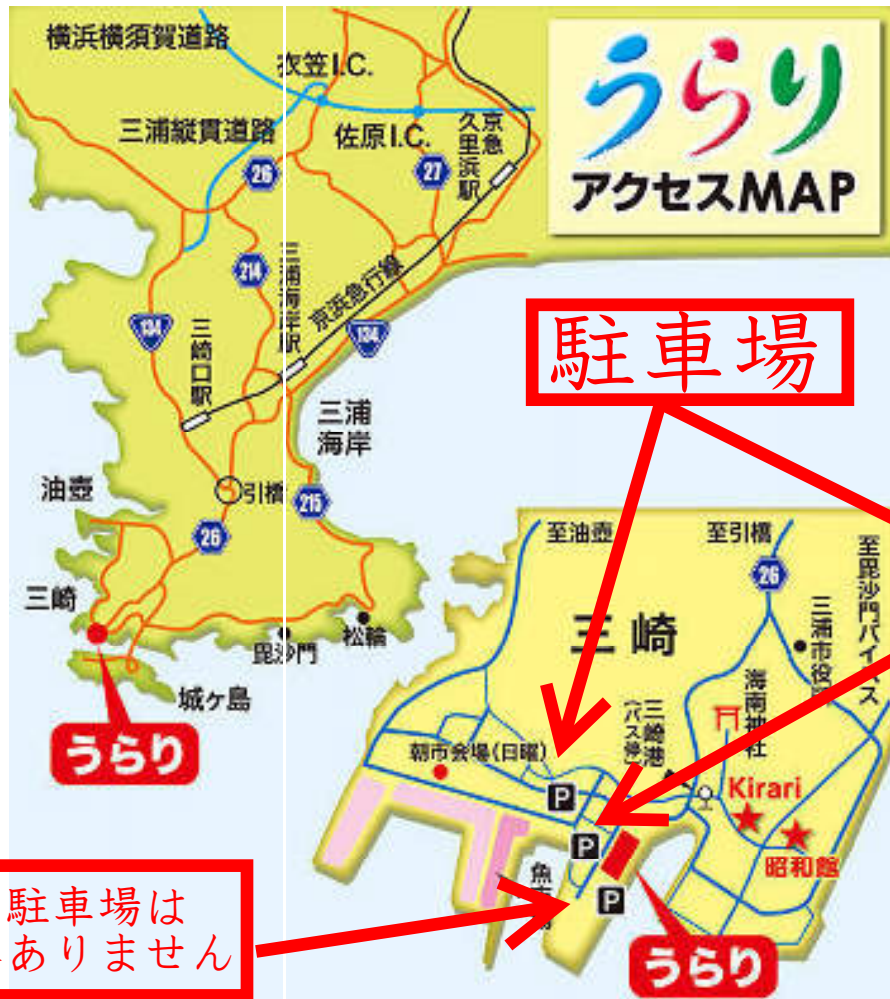 横浜横須賀道路
衣笠I.C.
三浦縦貫道路
佐原I.C.
京急
久里浜駅
26
27
214
134
三浦海岸駅
京浜急行線
134
三崎口駅
三浦
海岸
油壺
引橋
215
26
三崎
毘沙門
松輪
城ヶ島
うらり
うらり
アクセスMAP
駐車場
至油壺
至引橋
至毘沙門バイパス
26
三崎
三浦市役
海南神社
三崎港
(バス停)
朝市会場(日曜)
P
Kirari
P
昭和館
魚市
P
うらり
駐車場は
ありません